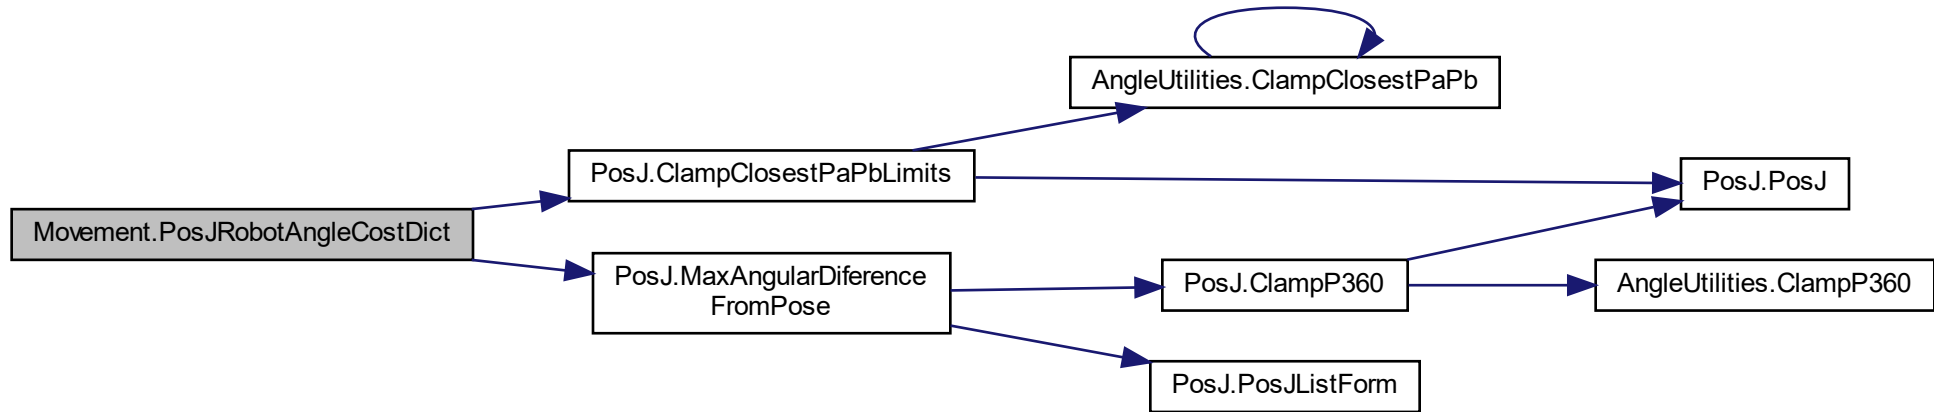 AngleUtilities.ClampClosestPaPb
PosJ.ClampClosestPaPbLimits
PosJ.PosJ
Movement.PosJRobotAngleCostDict
PosJ.MaxAngularDiference
FromPose
PosJ.ClampP360
AngleUtilities.ClampP360
PosJ.PosJListForm